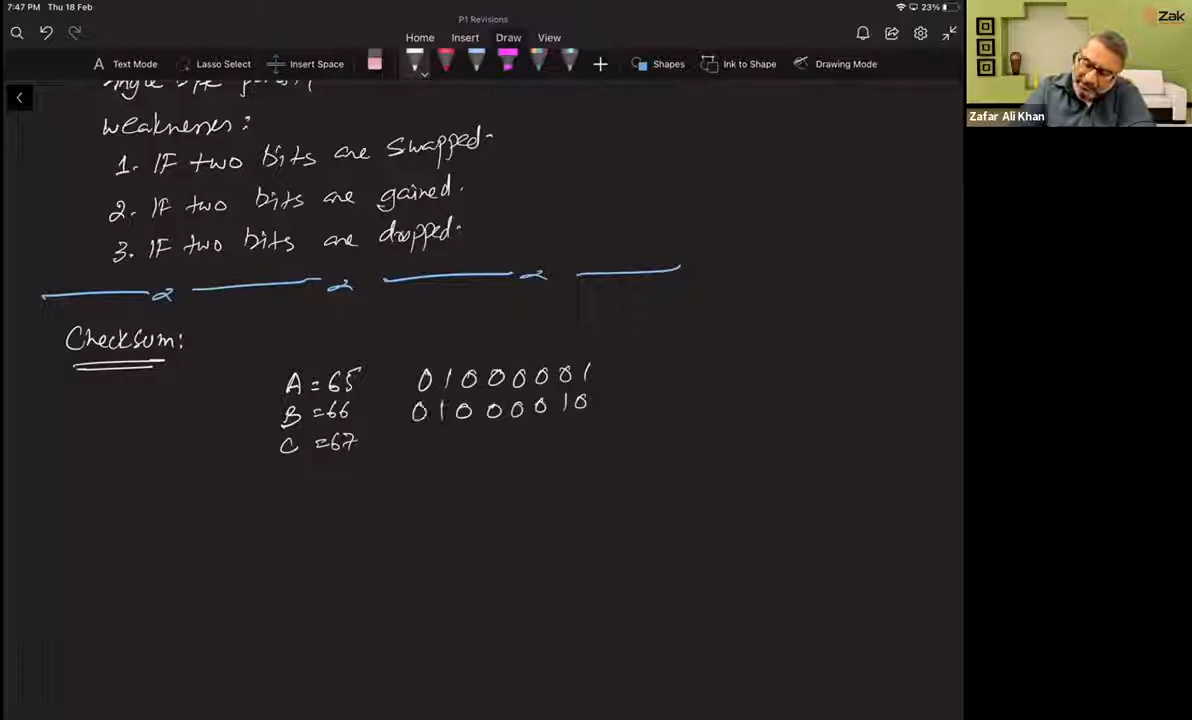 7:47 PM Thu 18 Feb
23%
P1 Revisions
Home Insert Draw View
Text Mode Lasso Select Insert Space Shapes Ink to Shape Drawing Mode
Zak
Zafar Ali Khan
Weaknesses:
1. If two bits are swapped.
2. If two bits are gained.
3. If two bits are dropped.
Checksum:
A = 65 01000001
B = 66 01000010
C = 67